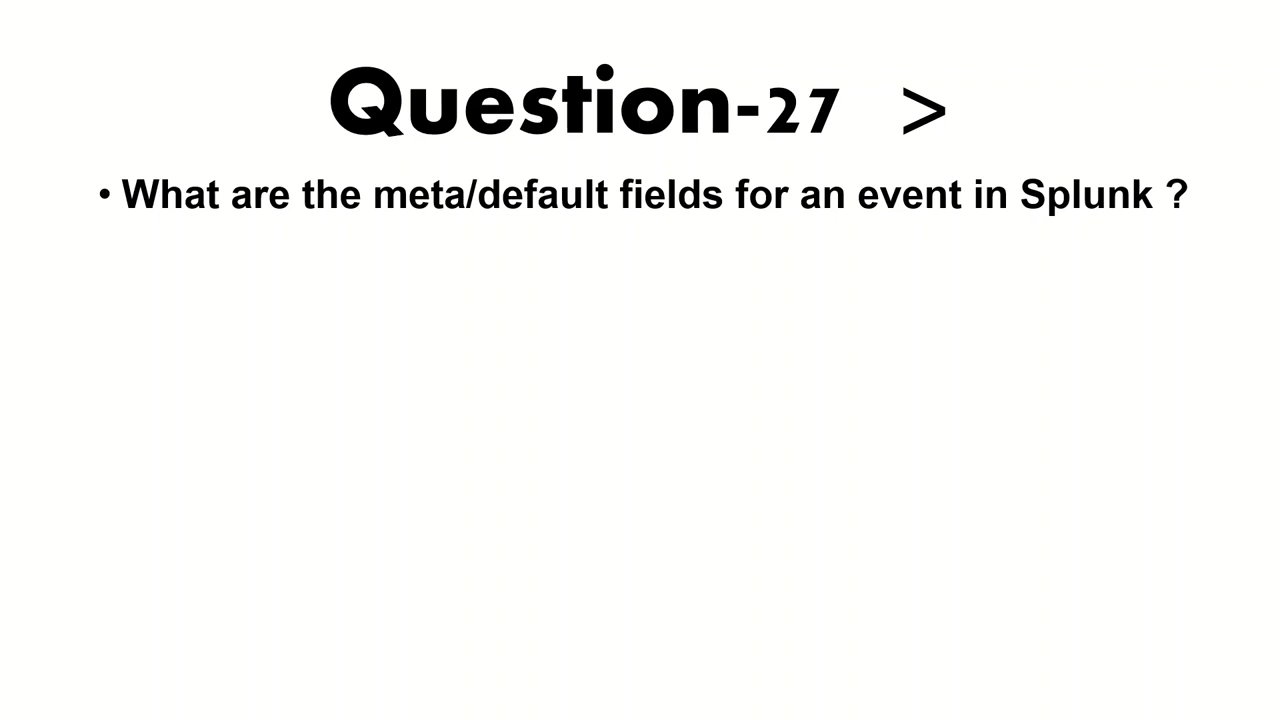 Question-27 >
• What are the meta/default fields for an event in Splunk ?